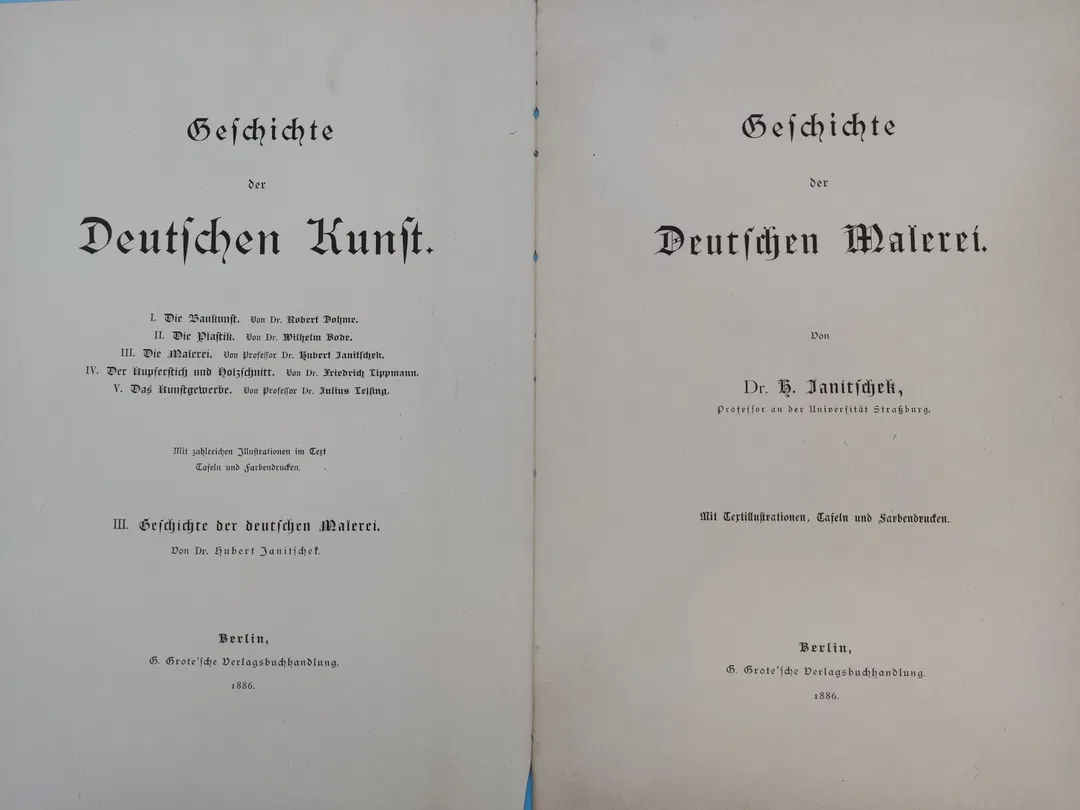 Geschichte
der
Deutschen Kunst.
I. Die Baukunst. Von Dr. Robert Dohme.
II. Die Plastik. Von Dr. Wilhelm Bode.
III. Die Malerei. Von Professor Dr. Hubert Janitschek.
IV. Der Kupferstich und Holzschnitt. Von Dr. Friedrich Lippmann.
V. Das Kunstgewerbe. Von Professor Dr. Julius Lessing.
Mit zahlreichen Illustrationen im Text
Tafeln und Farbendrucken.
III. Geschichte der deutschen Malerei.
Von Dr. Hubert Janitschek.
Berlin,
G. Grote'sche Verlagsbuchhandlung.
1886.
Geschichte
der
Deutschen Malerei.
Von
Dr. H. Janitschek,
Professor an der Universität Straßburg.
Mit Textillustrationen, Tafeln und Farbendrucken.
Berlin,
G. Grote'sche Verlagsbuchhandlung.
1886.